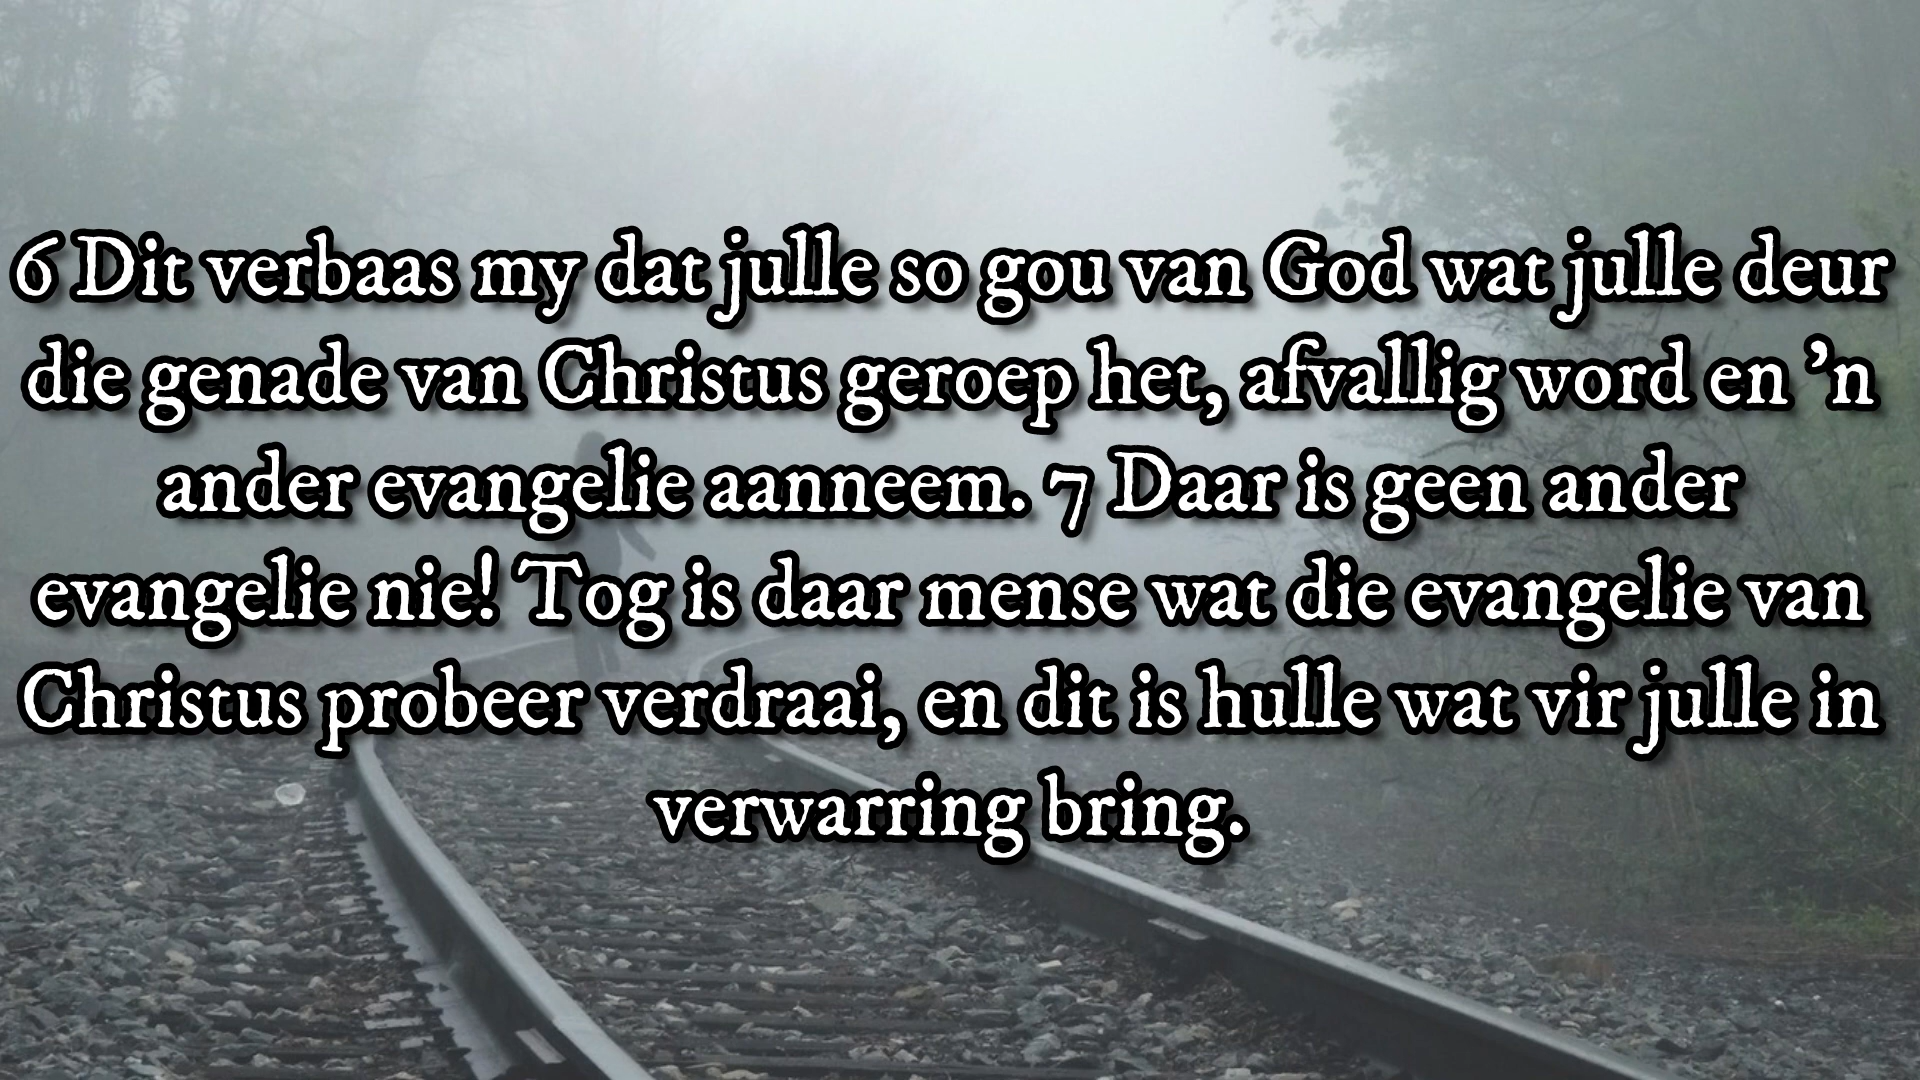 6 Dit verbaas my dat julle so gou van God wat julle deur
die genade van Christus geroep het, afvallig word en ’n
ander evangelie aanneem. 7 Daar is geen ander
evangelie nie! Tog is daar mense wat die evangelie van
Christus probeer verdraai, en dit is hulle wat vir julle in
verwarring bring.